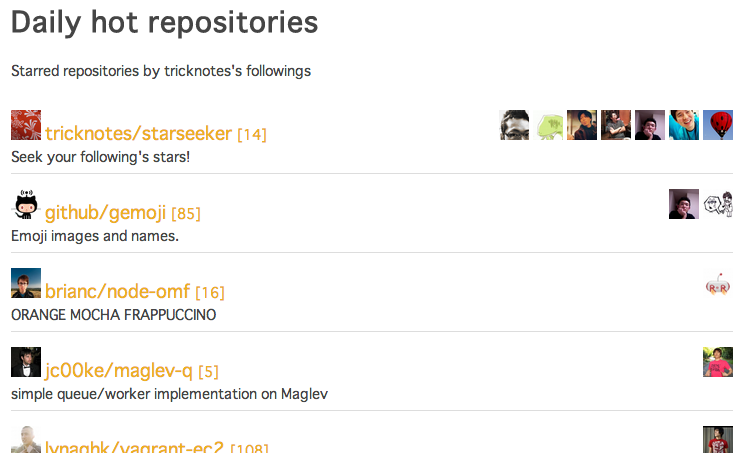 Daily hot repositories
Starred repositories by tricknotes's followings
tricknotes/starseeker [14]
Seek your following's stars!
github/gemoji [85]
Emoji images and names.
brianc/node-omf [16]
ORANGE MOCHA FRAPPUCCINO
jc00ke/maglev-q [5]
simple queue/worker implementation on Maglev
lynaghk/vagrant-ec2 [108]